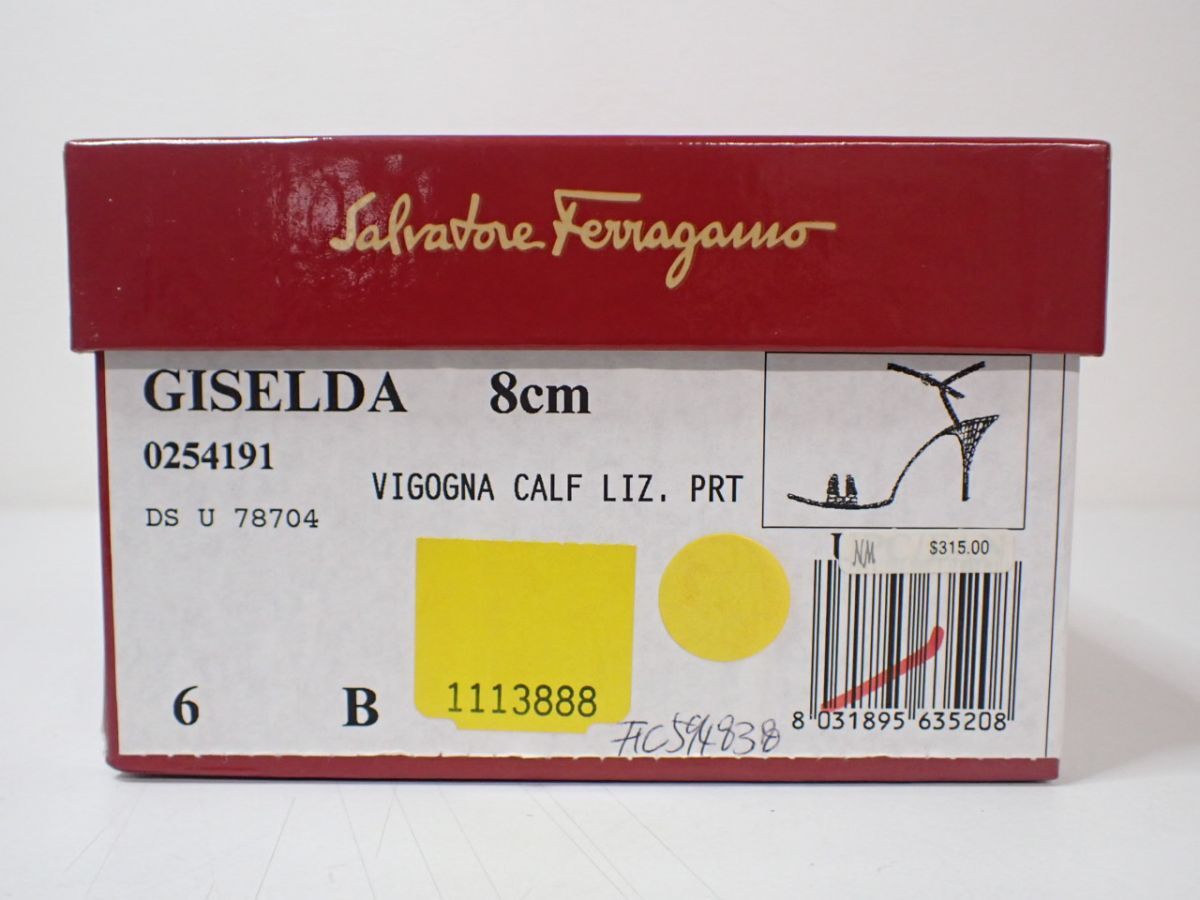 Salvatore Ferragamo
GISELDA 8cm
0254191
VIGOGNA CALF LIZ. PRT
DS U 78704
NM $315.00
6 B
1113888
FIC594838
8 031895 635208